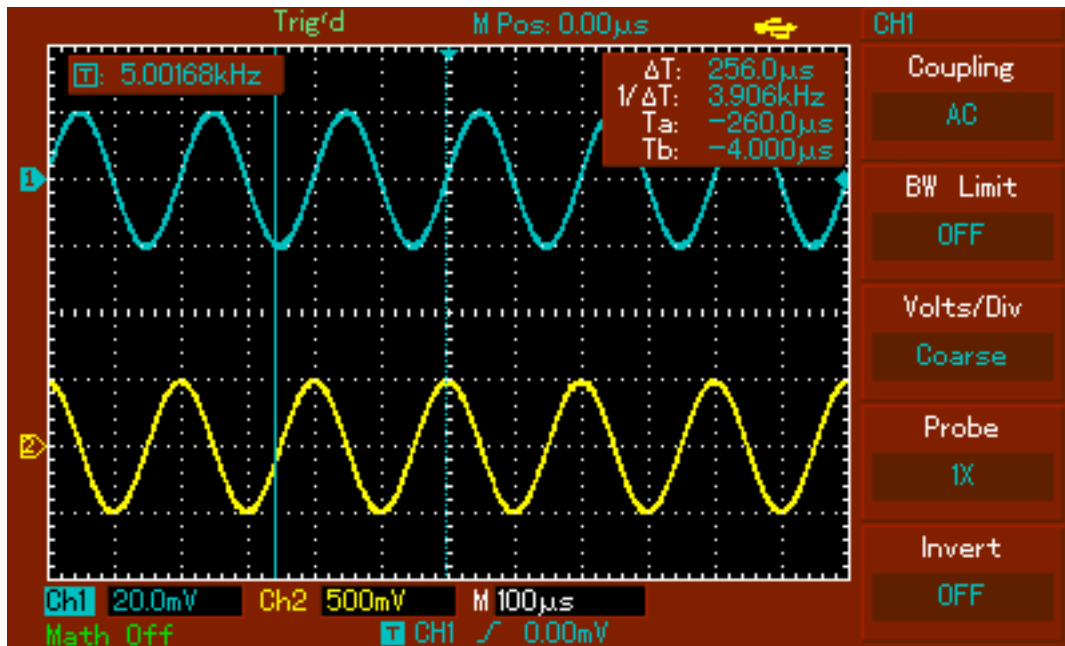 Trig'd M Pos: 0.00μs CH1
T: 5.00168kHz
ΔT: 256.0μs
1/ΔT: 3.906kHz
Ta: -260.0μs
Tb: -4.000μs
Coupling
AC
1
BW Limit
OFF
Volts/Div
Coarse
2
Probe
1X
Invert
OFF
Ch1 20.0mV Ch2 500mV M 100μs
Math Off T CH1 0.00mV